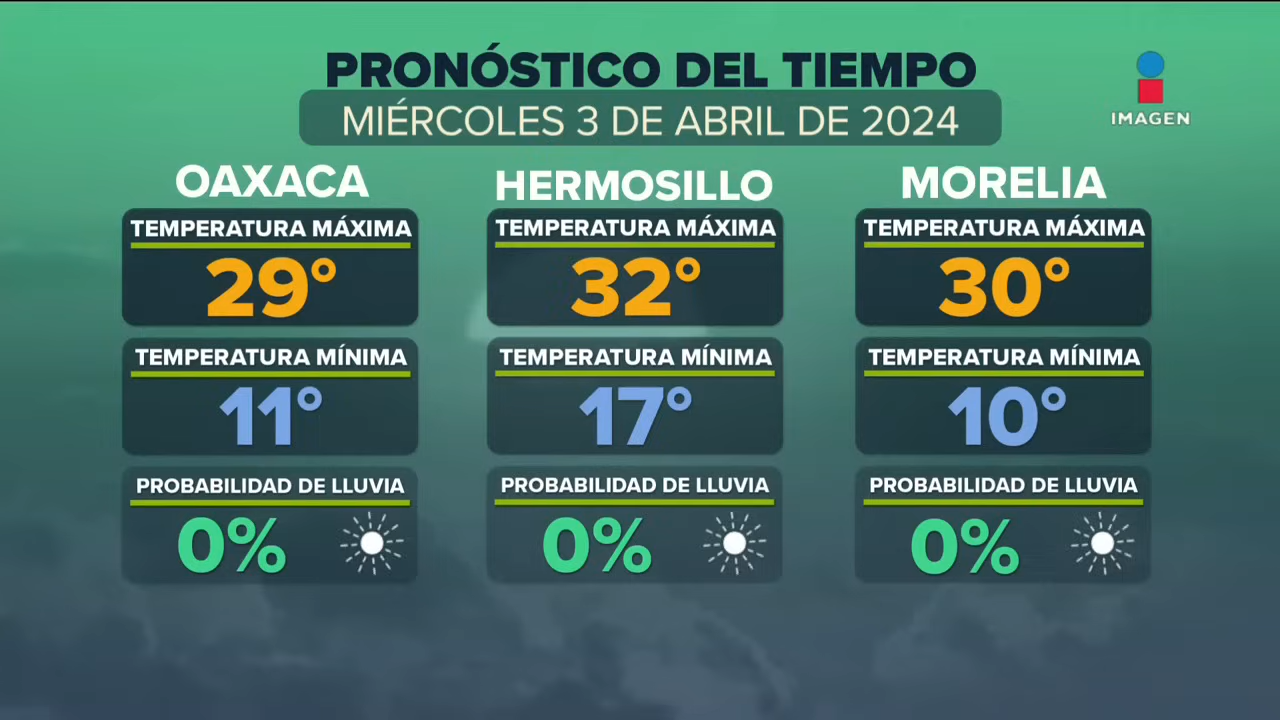 PRONÓSTICO DEL TIEMPO
MIÉRCOLES 3 DE ABRIL DE 2024
IMAGEN
OAXACA
TEMPERATURA MÁXIMA
29°
TEMPERATURA MÍNIMA
11°
PROBABILIDAD DE LLUVIA
0%
HERMOSILLO
TEMPERATURA MÁXIMA
32°
TEMPERATURA MÍNIMA
17°
PROBABILIDAD DE LLUVIA
0%
MORELIA
TEMPERATURA MÁXIMA
30°
TEMPERATURA MÍNIMA
10°
PROBABILIDAD DE LLUVIA
0%